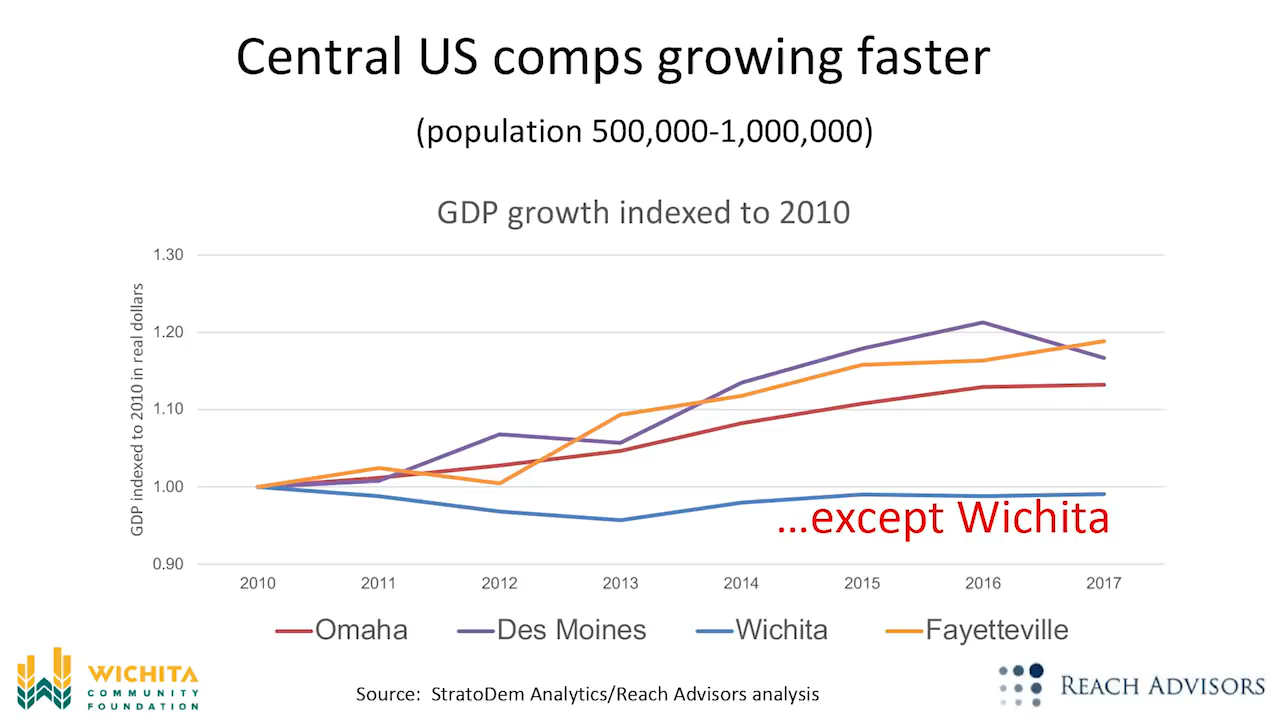 Central US comps growing faster
(population 500,000-1,000,000)
GDP growth indexed to 2010
GDP indexed to 2010 in real dollars
1.30
1.20
1.10
1.00
0.90
...except Wichita
2010 2011 2012 2013 2014 2015 2016 2017
Omaha Des Moines Wichita Fayetteville
WICHITA
COMMUNITY
FOUNDATION
Source: StratoDem Analytics/Reach Advisors analysis
REACH ADVISORS